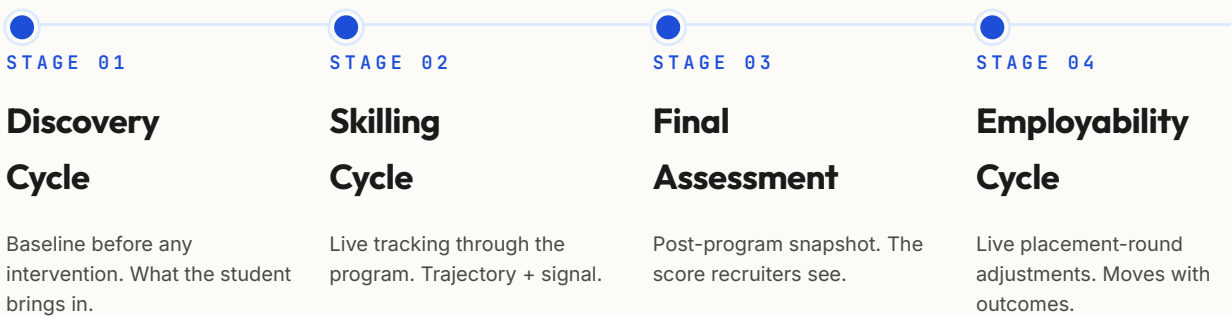 STAGE 01
Discovery
Cycle
Baseline before any
intervention. What the student
brings in.
STAGE 02
Skilling
Cycle
Live tracking through the
program. Trajectory + signal.
STAGE 03
Final
Assessment
Post-program snapshot. The
score recruiters see.
STAGE 04
Employability
Cycle
Live placement-round
adjustments. Moves with
outcomes.